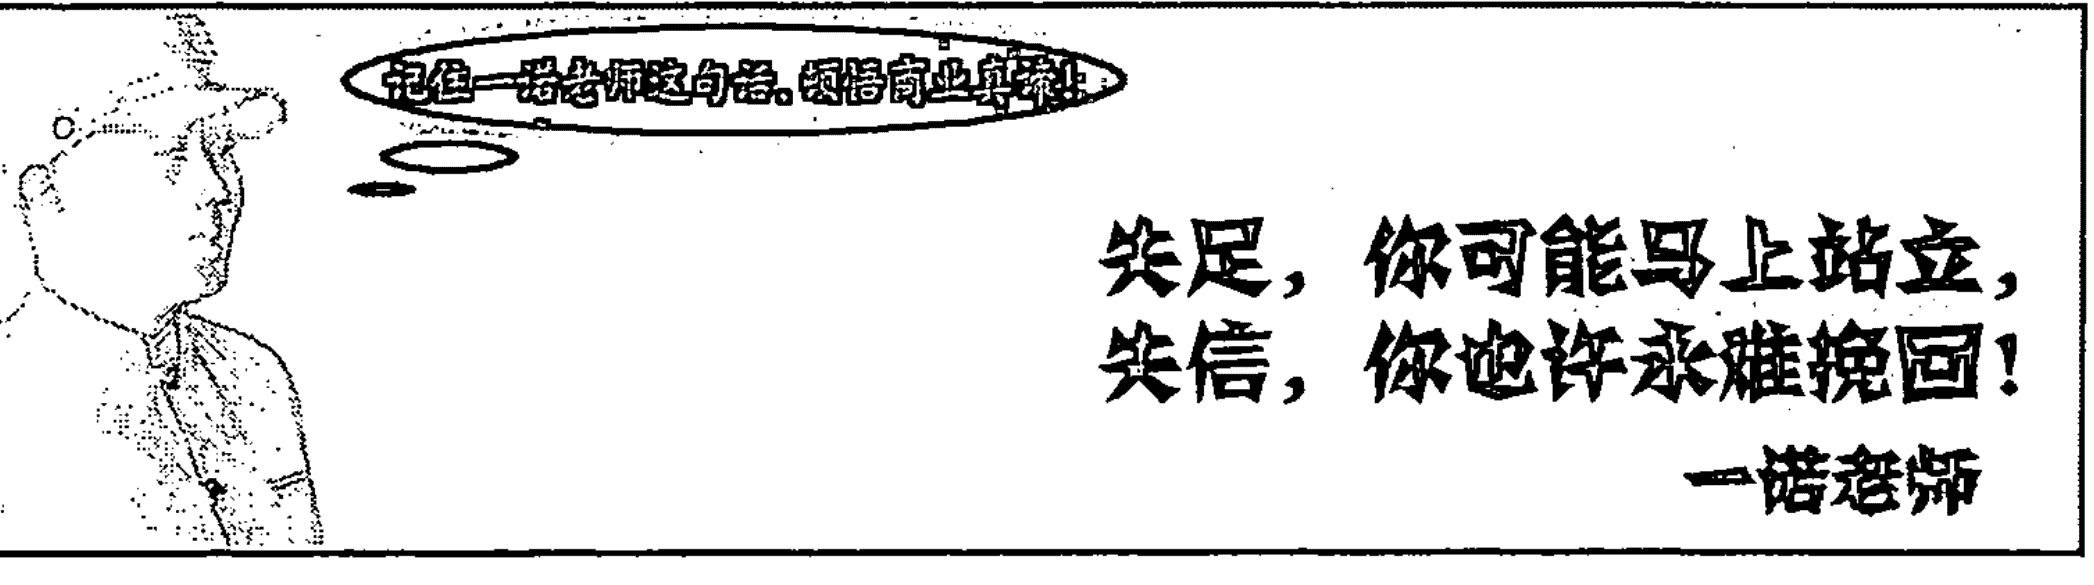 记住一诺老师这句话.领悟商业真谛!
失足，你可能马上站立，
失信，你也许永难挽回！
一诺老师